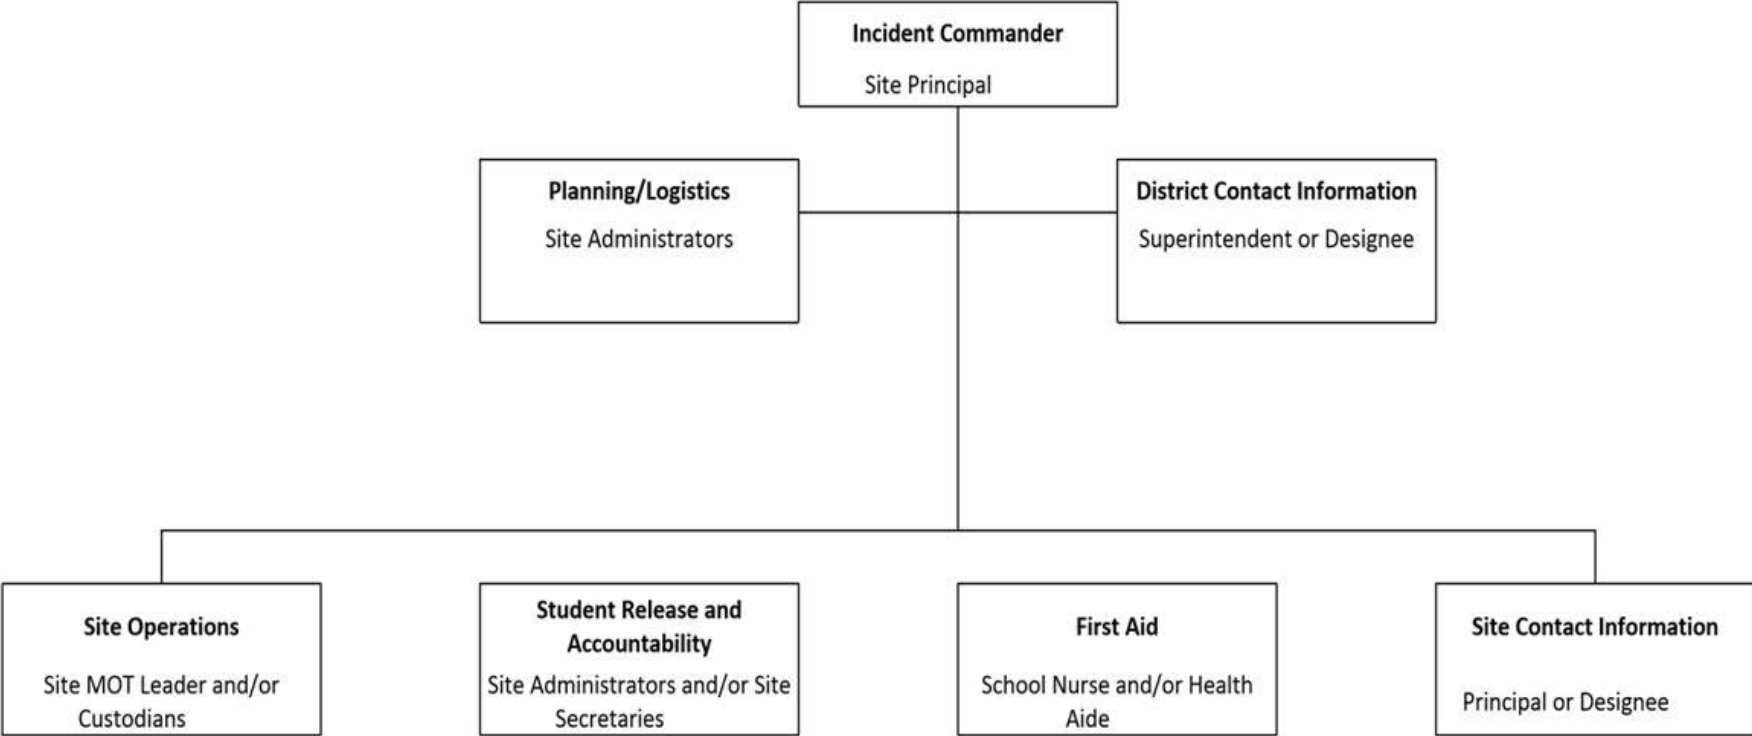 Incident Commander
Site Principal
Planning/Logistics
Site Administrators
District Contact Information
Superintendent or Designee
Site Operations
Site MOT Leader and/or
Custodians
Student Release and
Accountability
Site Administrators and/or Site
Secretaries
First Aid
School Nurse and/or Health
Aide
Site Contact Information
Principal or Designee